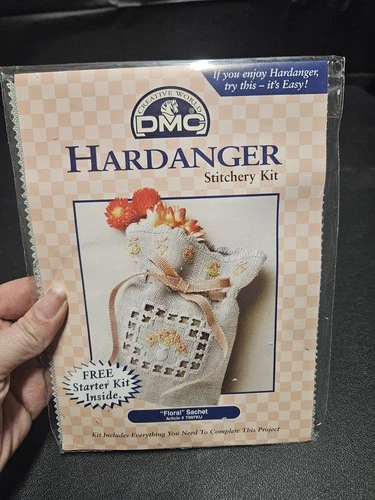 If you enjoy Hardanger,
try this – it's Easy!
CREATIVE WORLD
DMC
HARDANGER
Stitchery Kit
FREE
Starter Kit
Inside.
"Floral" Sachet
Kit Includes Everything You Need To Complete This Project